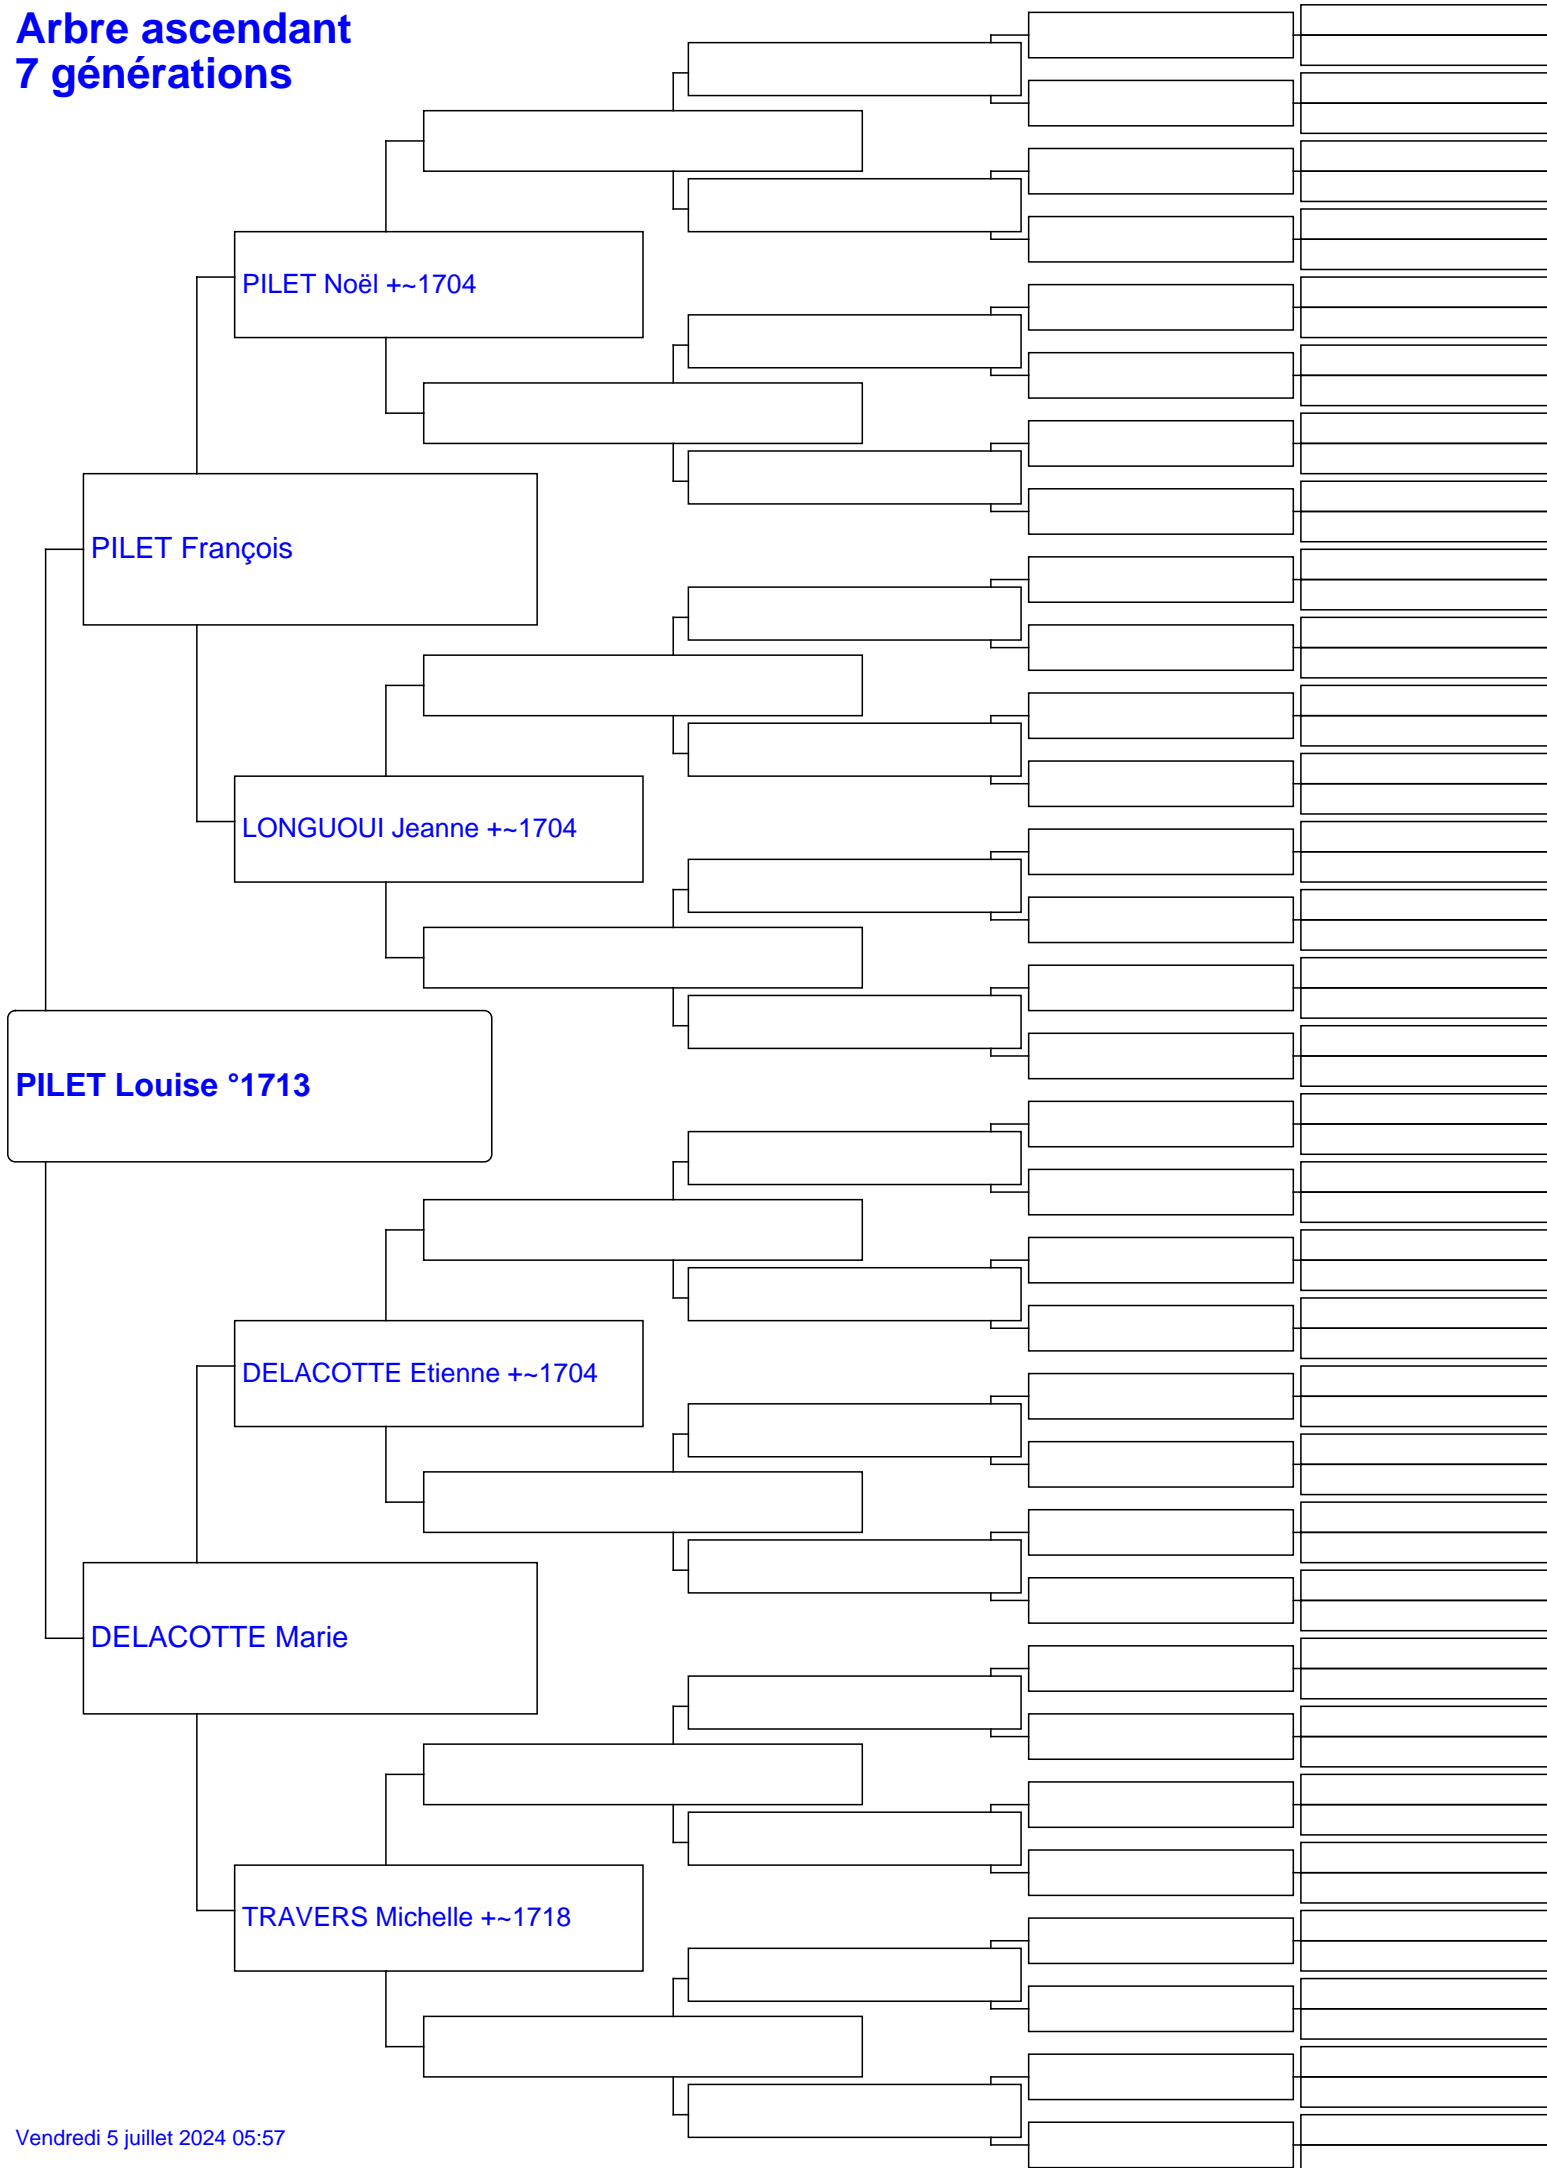 Arbre ascendant
7 générations
PILET Noël +~1704
PILET François
LONGUOUI Jeanne +~1704
PILET Louise °1713
DELACOTTE Etienne +~1704
DELACOTTE Marie
TRAVERS Michelle +~1718
Vendredi 5 juillet 2024 05:57